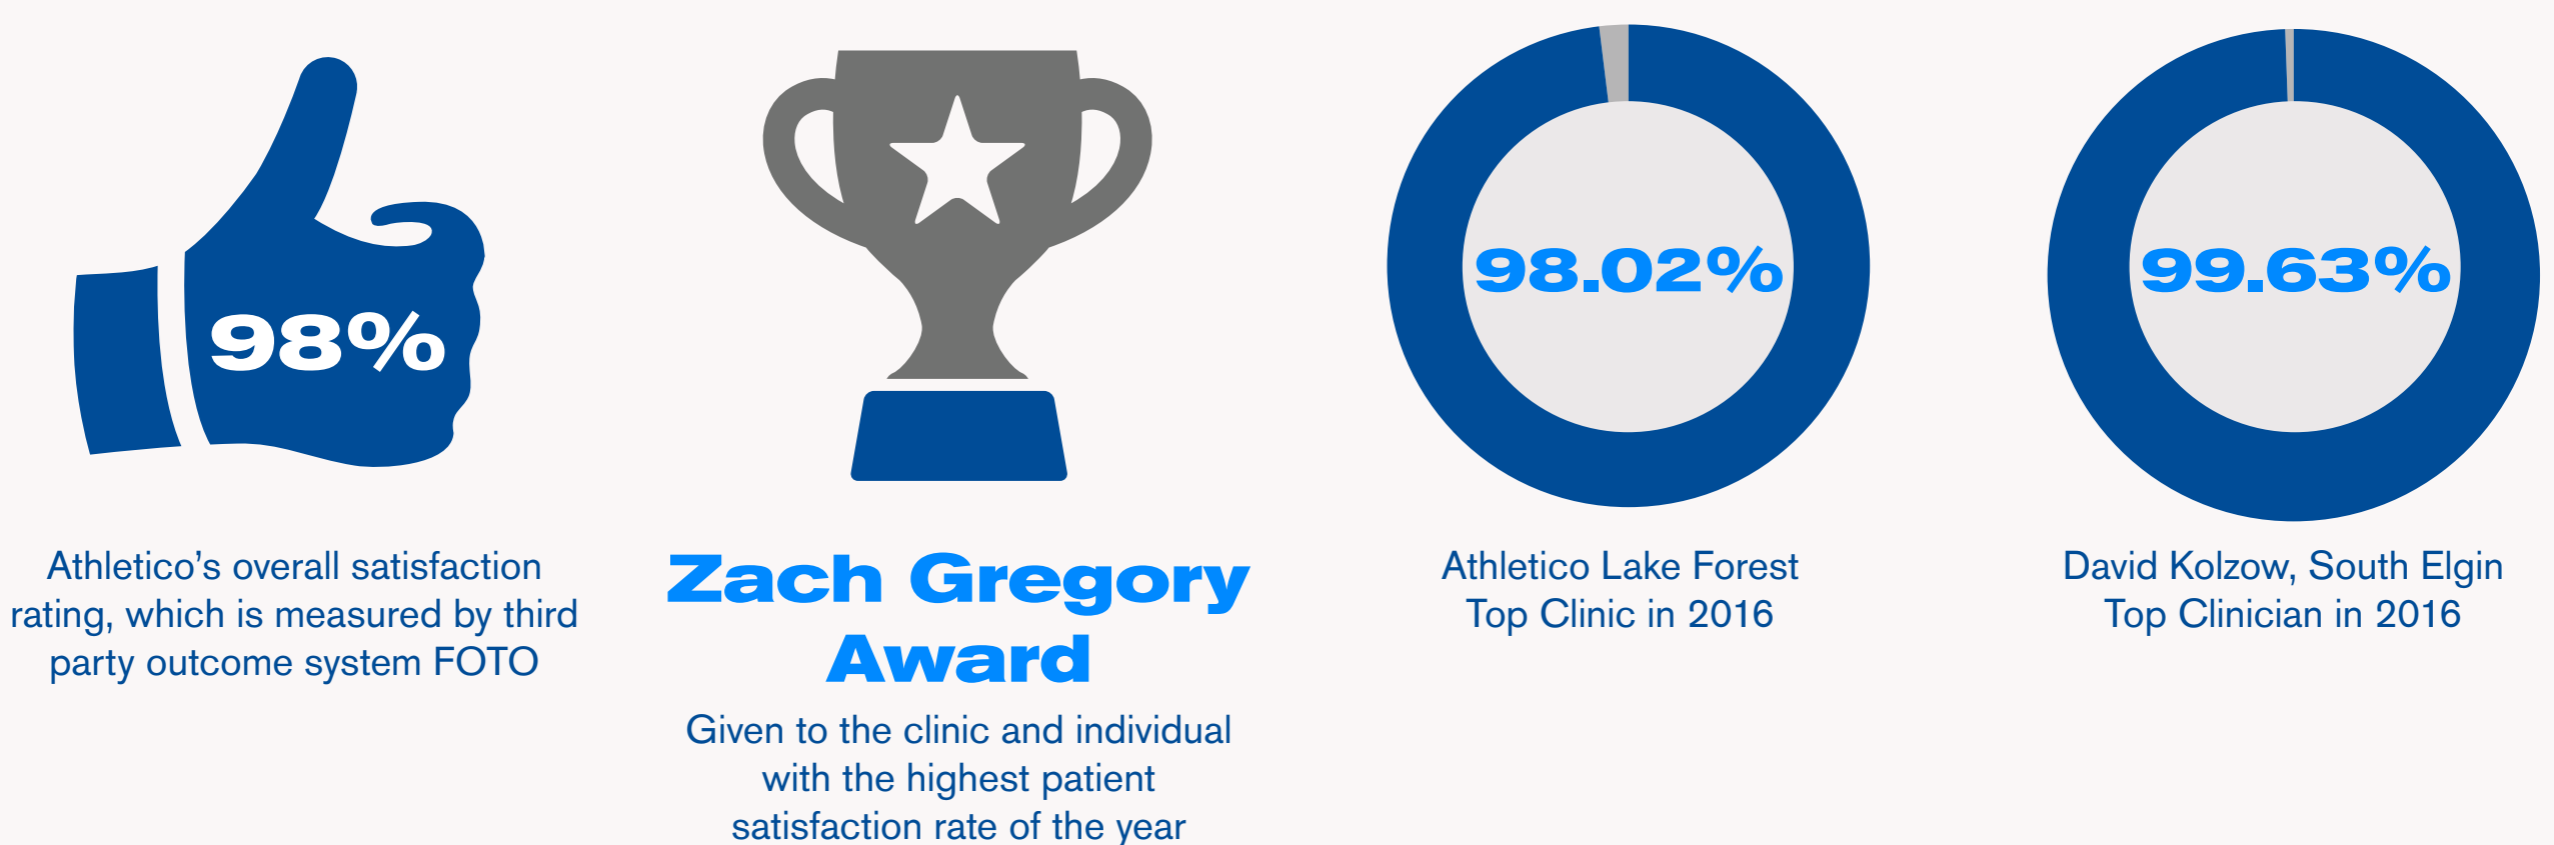 98%
Athletico’s overall satisfaction
rating, which is measured by third
party outcome system FOTO
Zach Gregory
Award
Given to the clinic and individual
with the highest patient
satisfaction rate of the year
98.02%
Athletico Lake Forest
Top Clinic in 2016
99.63%
David Kolzow, South Elgin
Top Clinician in 2016